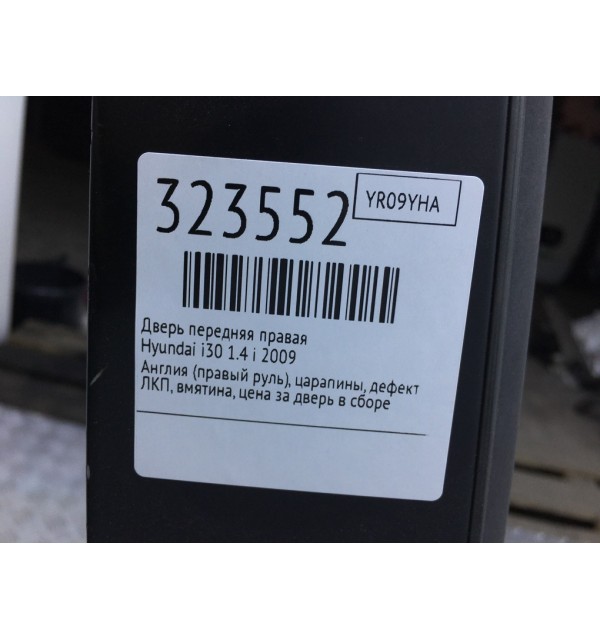 323552
YR09YHA
Дверь передняя правая
Hyundai i30 1.4 i 2009
Англия (правый руль), царапины, дефект
ЛКП, вмятина, цена за дверь в сборе